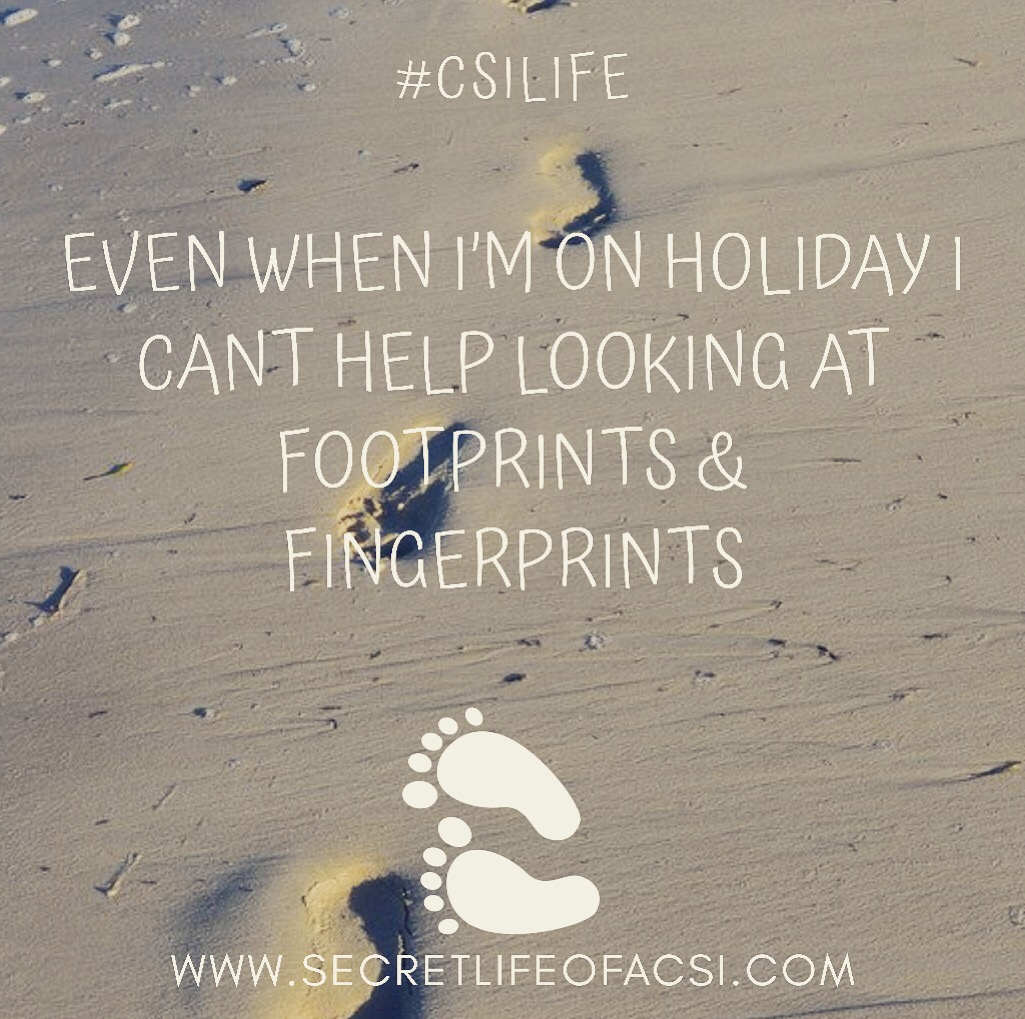 #CSILIFE
EVEN WHEN I'M ON HOLIDAY I
CANT HELP LOOKING AT
FOOTPRINTS &
FINGERPRINTS
WWW.SECRETLIFEOFACSI.COM